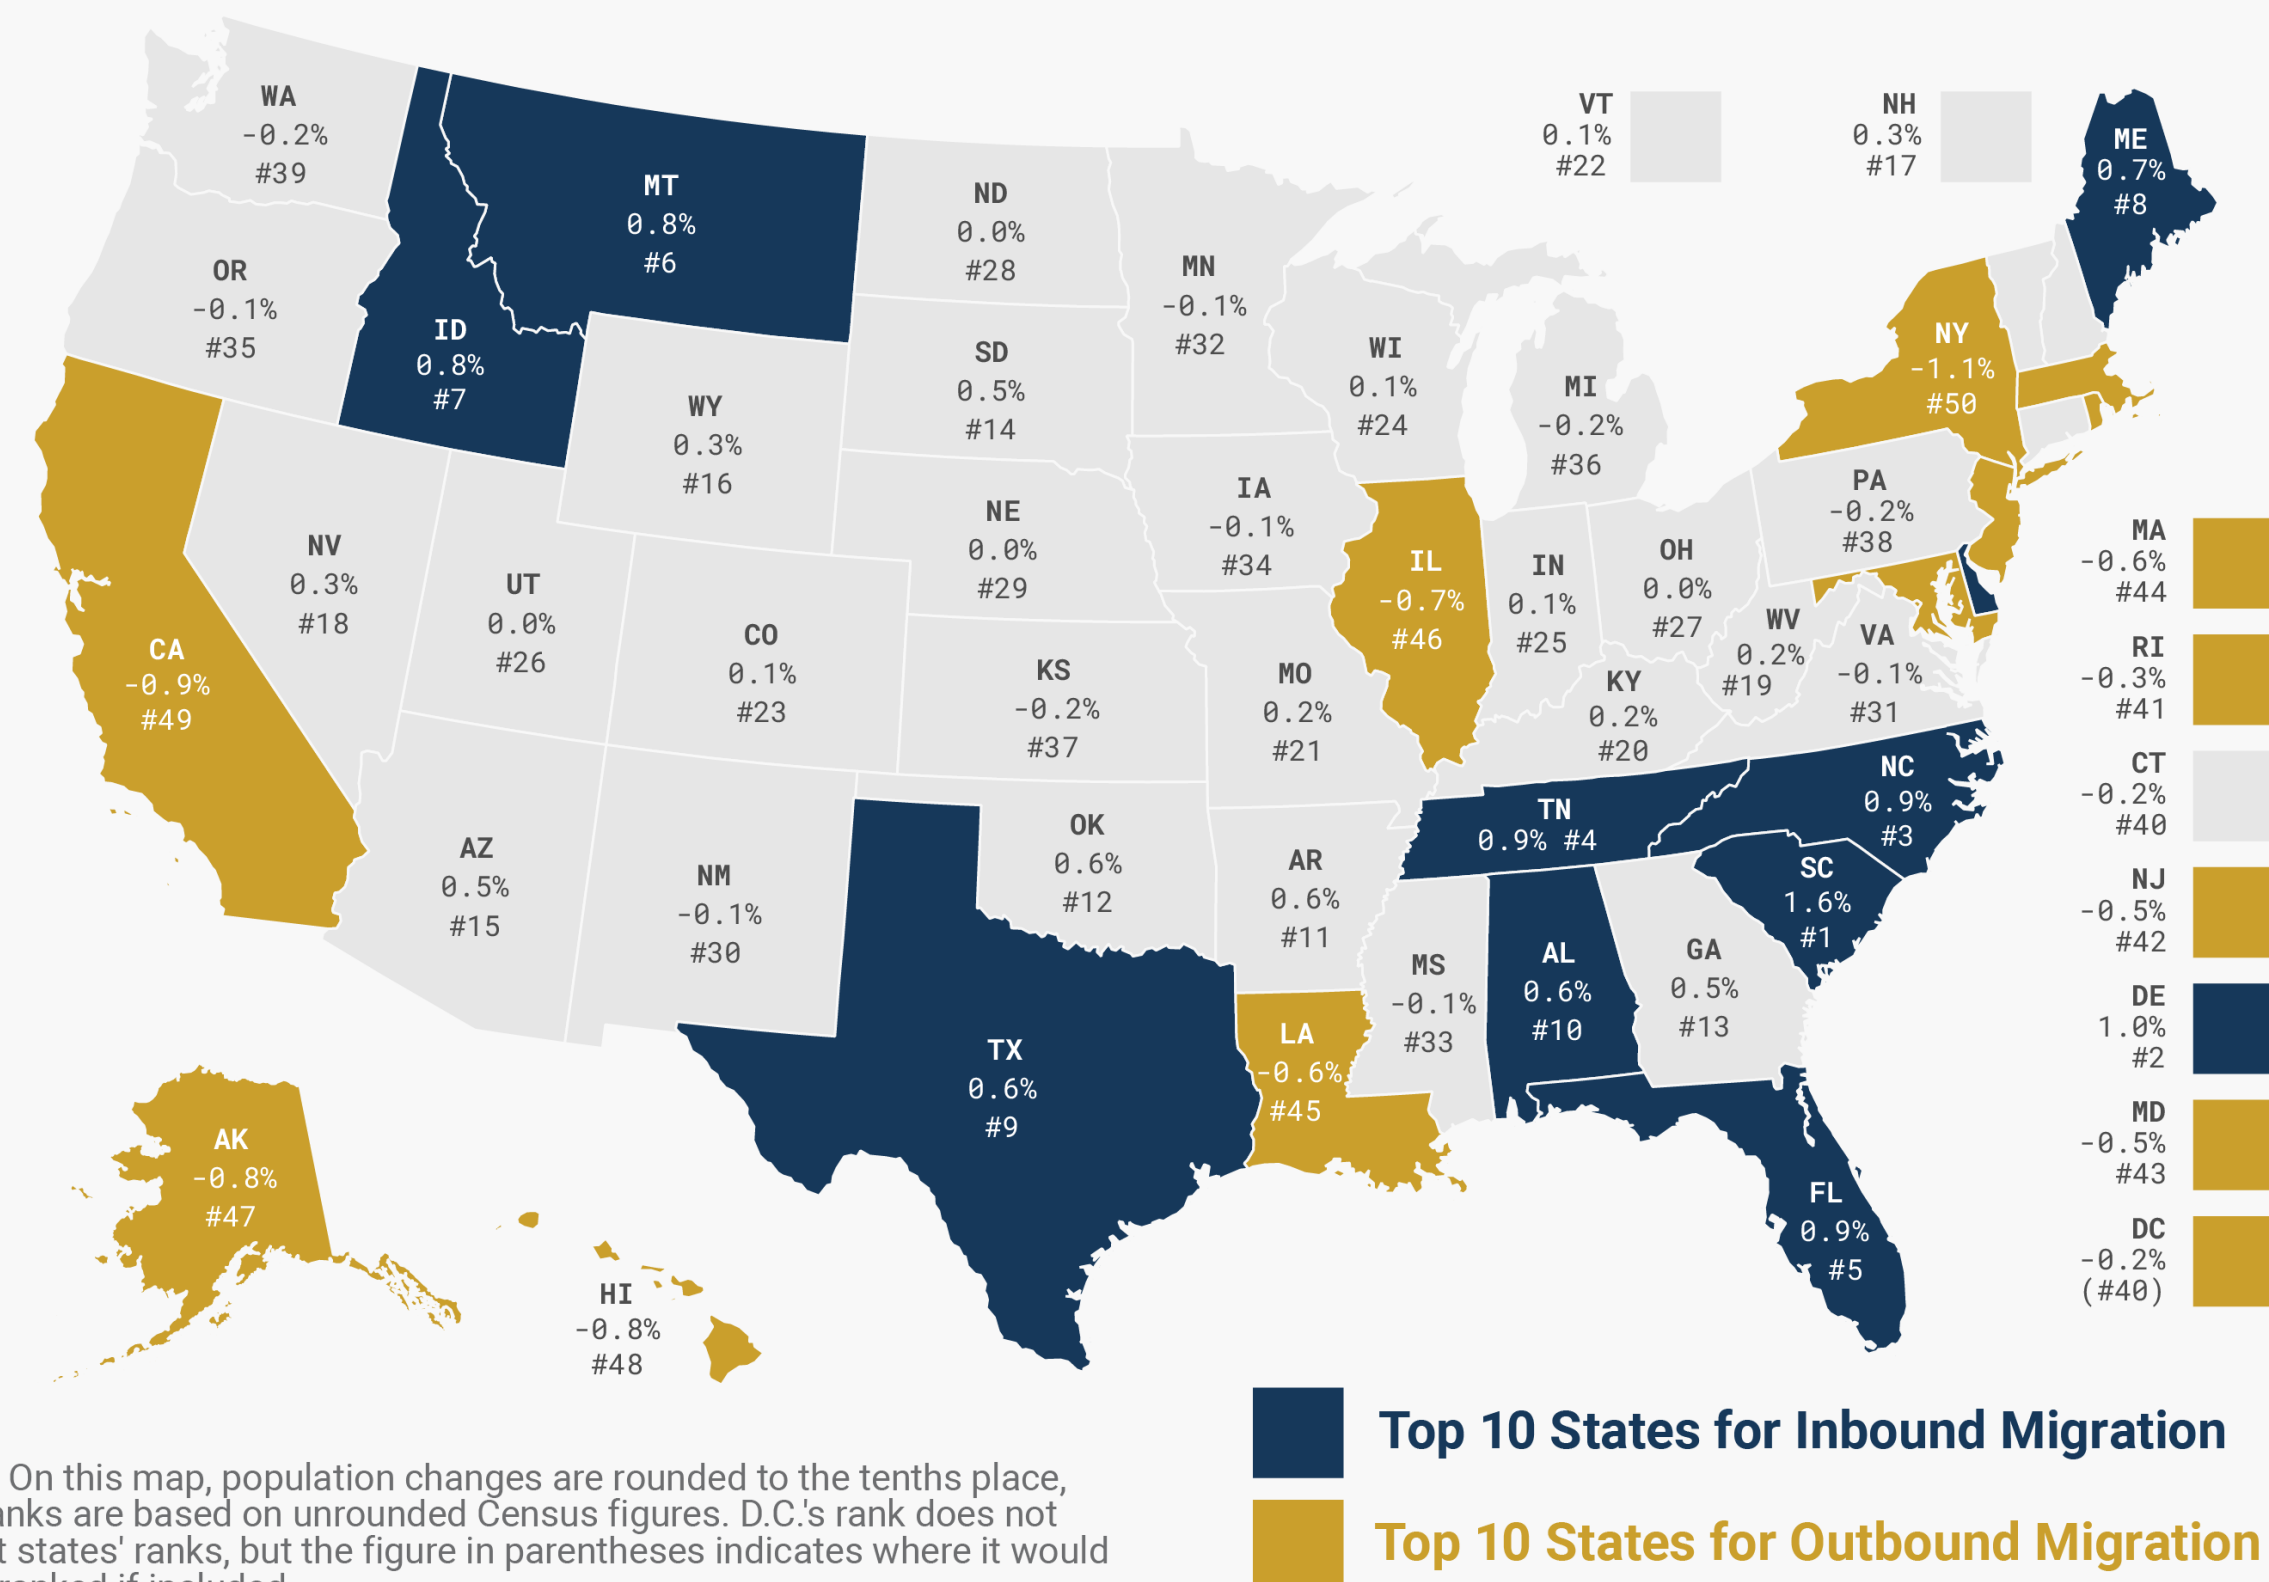 WA
-0.2%
#39
OR
-0.1%
#35
CA
-0.9%
#49
ID
0.8%
#7
MT
0.8%
#6
NV
0.3%
#18
UT
0.0%
#26
WY
0.3%
#16
CO
0.1%
#23
AZ
0.5%
#15
NM
-0.1%
#30
ND
0.0%
#28
SD
0.5%
#14
NE
0.0%
#29
KS
-0.2%
#37
OK
0.6%
#12
TX
0.6%
#9
MN
-0.1%
#32
IA
-0.1%
#34
MO
0.2%
#21
AR
0.6%
#11
LA
-0.6%
#45
WI
0.1%
#24
IL
-0.7%
#46
MI
-0.2%
#36
IN
0.1%
#25
OH
0.0%
#27
KY
0.2%
#20
TN
0.9% #4
MS
-0.1%
#33
AL
0.6%
#10
GA
0.5%
#13
FL
0.9%
#5
SC
1.6%
#1
NC
0.9%
#3
VA
-0.1%
#31
WV
0.2%
#19
PA
-0.2%
#38
NY
-1.1%
#50
VT
0.1%
#22
NH
0.3%
#17
ME
0.7%
#8
MA
-0.6%
#44
RI
-0.3%
#41
CT
-0.2%
#40
NJ
-0.5%
#42
DE
1.0%
#2
MD
-0.5%
#43
DC
-0.2%
(#40)
AK
-0.8%
#47
HI
-0.8%
#48
Top 10 States for Inbound Migration
Top 10 States for Outbound Migration
On this map, population changes are rounded to the tenths place,
anks are based on unrounded Census figures. D.C.'s rank does not
t states' ranks, but the figure in parentheses indicates where it would
ranked if included